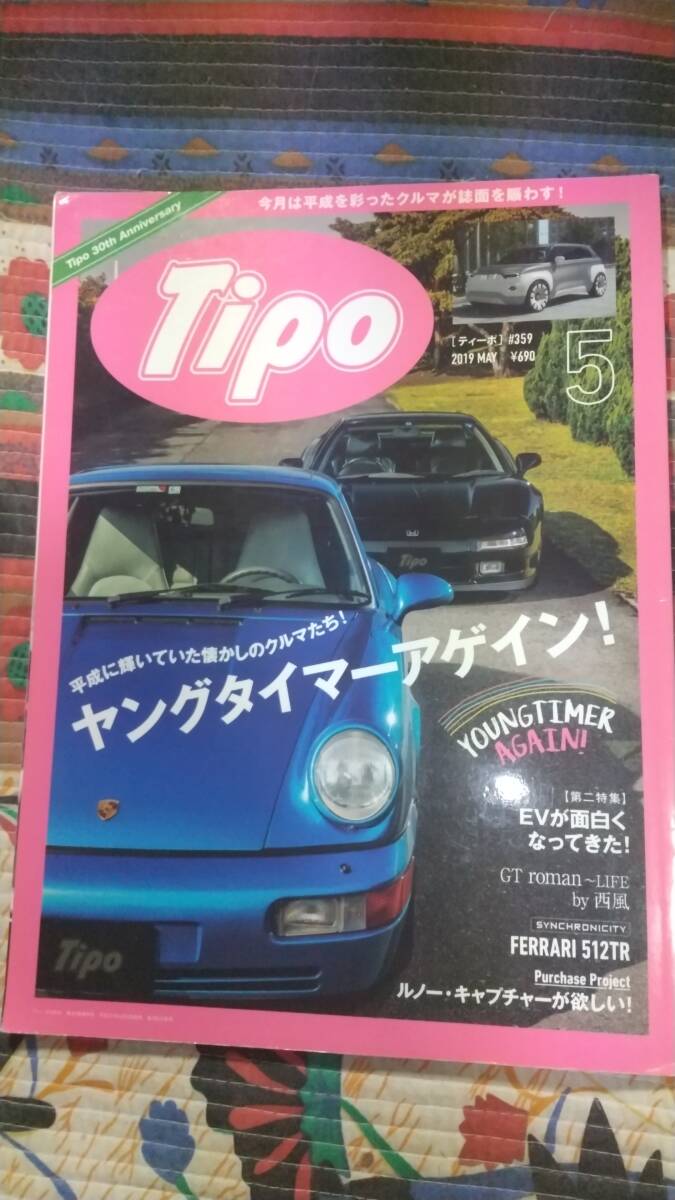 今月は平成を彩ったクルマが誌面を賑わす!
Tipo 30th Anniversary
Tipo
[ティーポ] #359
2019 MAY ¥690
5
Tipo
平成に輝いていた懐かしのクルマたち!
ヤングタイマーアゲイン!
YOUNGTIMER
AGAIN!
【第二特集】
EVが面白く
なってきた!
GT roman~LIFE
by 西風
SYNCHRONICITY
FERRARI 512TR
Purchase Project
ルノー・キャプチャーが欲しい!
Tipo